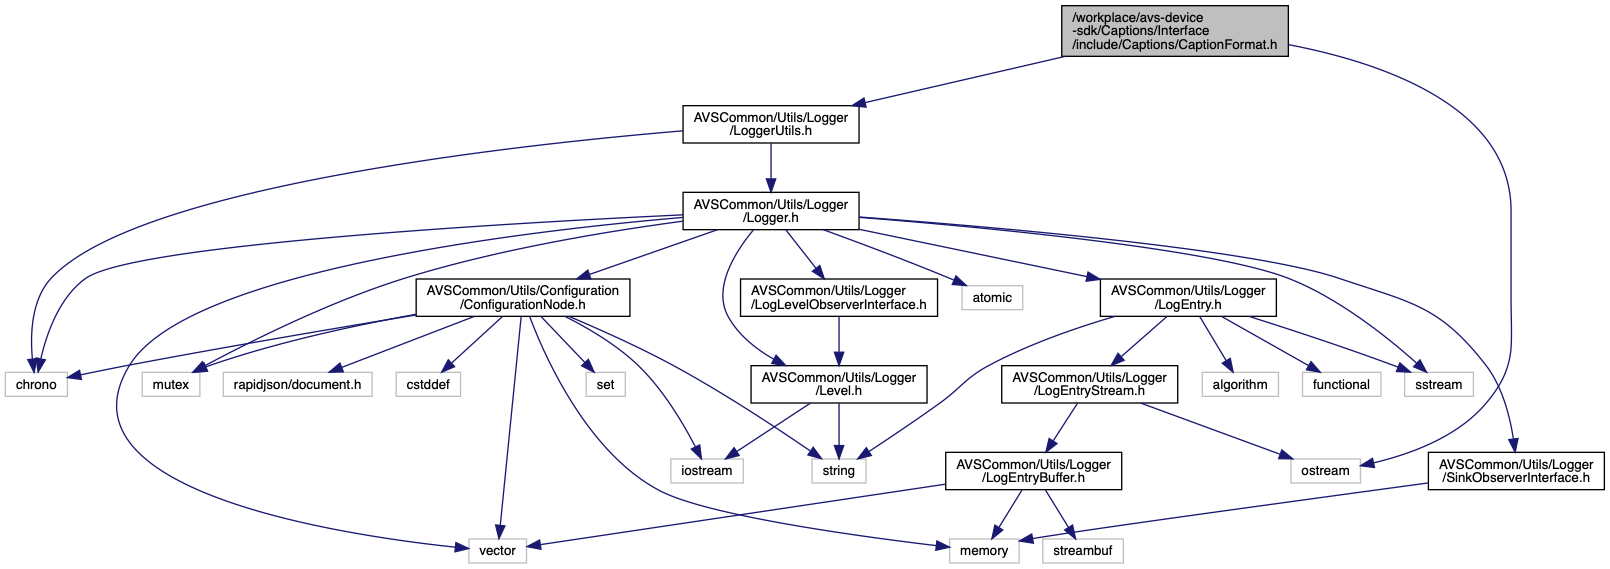 /workplace/avs-device
-sdk/Captions/Interface
/include/Captions/CaptionFormat.h
AVSCommon/Utils/Logger
/LoggerUtils.h
AVSCommon/Utils/Logger
/Logger.h
AVSCommon/Utils/Configuration
/ConfigurationNode.h
AVSCommon/Utils/Logger
/LogLevelObserverInterface.h
atomic
AVSCommon/Utils/Logger
/LogEntry.h
chrono
mutex
rapidjson/document.h
cstddef
set
AVSCommon/Utils/Logger
/Level.h
AVSCommon/Utils/Logger
/LogEntryStream.h
algorithm
functional
sstream
iostream
string
AVSCommon/Utils/Logger
/LogEntryBuffer.h
ostream
AVSCommon/Utils/Logger
/SinkObserverInterface.h
vector
memory
streambuf